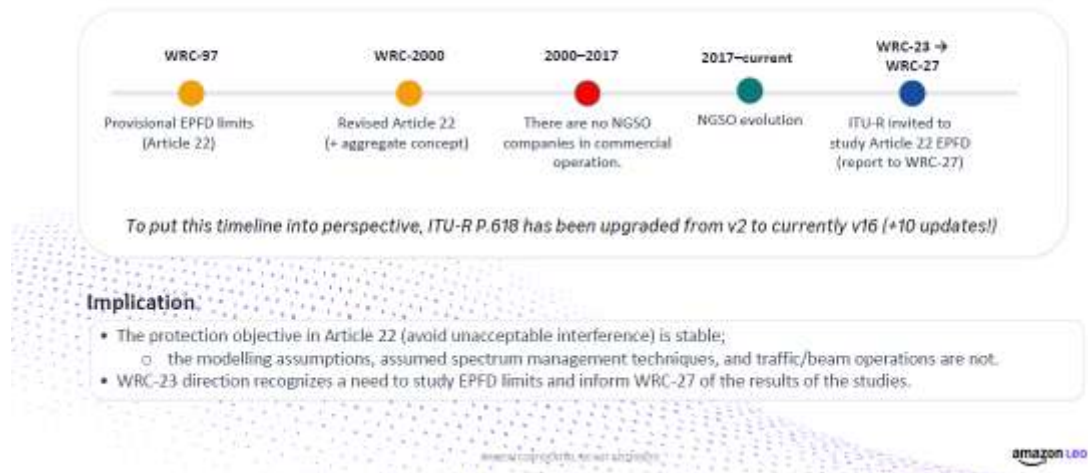 WRC-97
WRC-2000
2000–2017
2017–current
WRC-23 →
WRC-27
Provisional EPFD limits
(Article 22)
Revised Article 22
(+ aggregate concept)
There are no NGSO
companies in commercial
operation.
NGSO evolution
ITU-R invited to
study Article 22 EPFD
(report to WRC-27)
To put this timeline into perspective, ITU-R P.618 has been upgraded from v2 to currently v16 (+10 updates!)
Implication
• The protection objective in Article 22 (avoid unacceptable interference) is stable;
○ the modelling assumptions, assumed spectrum management techniques, and traffic/beam operations are not.
• WRC-23 direction recognizes a need to study EPFD limits and inform WRC-27 of the results of the studies.
amazon LEO